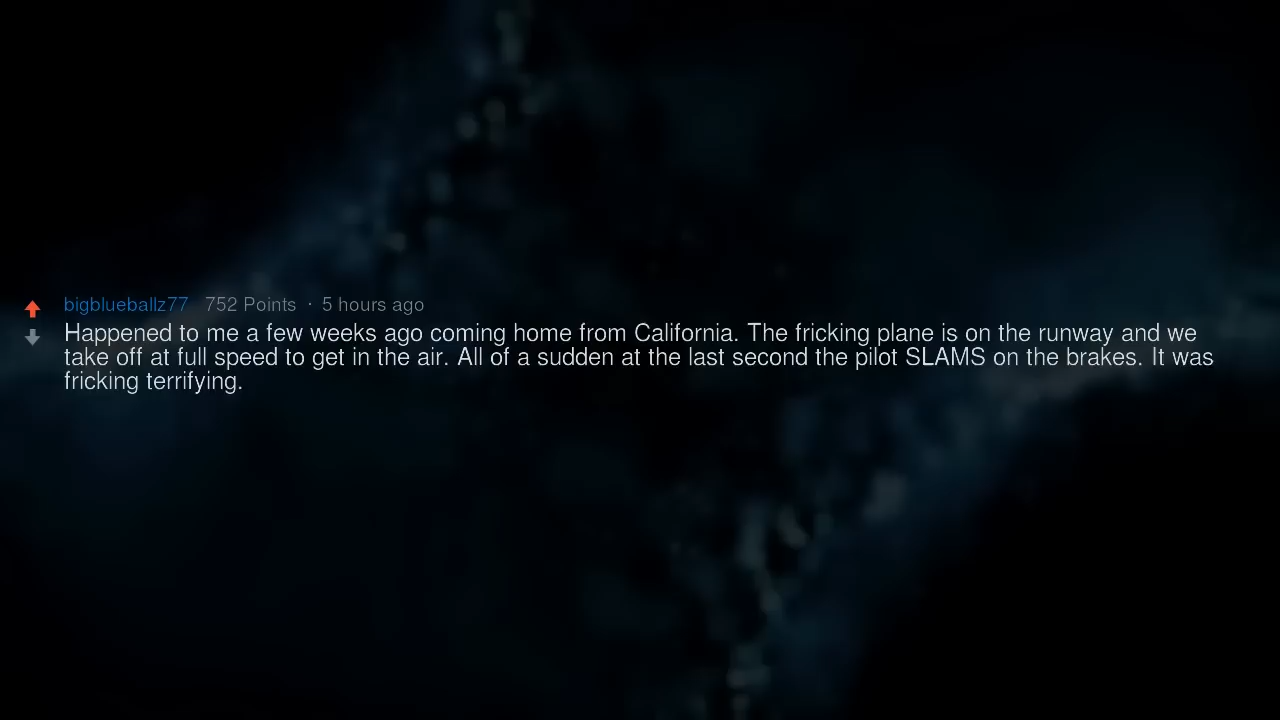 bigblueballz77 752 Points · 5 hours ago
Happened to me a few weeks ago coming home from California. The fricking plane is on the runway and we
take off at full speed to get in the air. All of a sudden at the last second the pilot SLAMS on the brakes. It was
fricking terrifying.